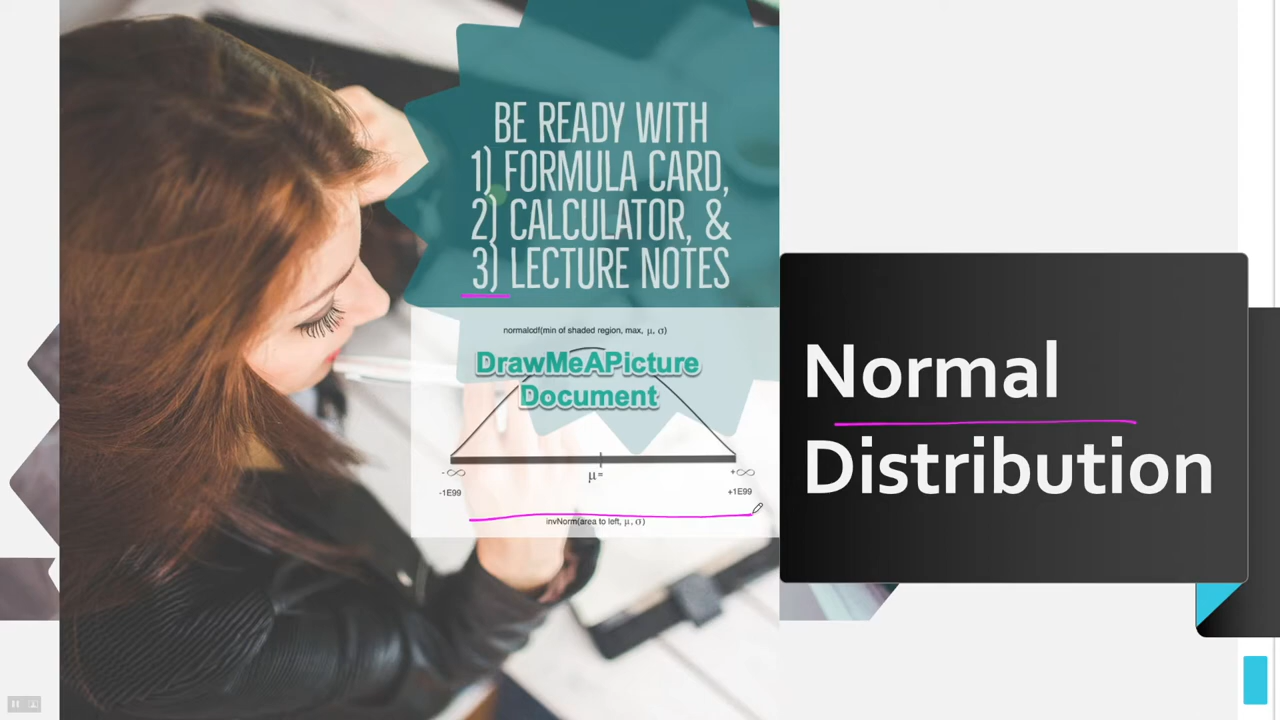 BE READY WITH
1) FORMULA CARD,
2) CALCULATOR, &
3) LECTURE NOTES
normalcdf(min of shaded region, max, μ, σ)
DrawMeAPicture
Document
-∞
μ =
+∞
-1E99
+1E99
invNorm(area to left, μ, σ)
Normal
Distribution